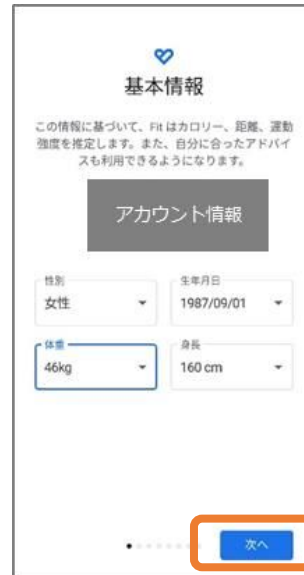 基本情報
この情報に基づいて、Fit はカロリー、距離、運動
強度を推定します。また、自分に合ったアドバイ
スも利用できるようになります。
アカウント情報
性別
女性
生年月日
1987/09/01
体重
46kg
身長
160 cm
次へ